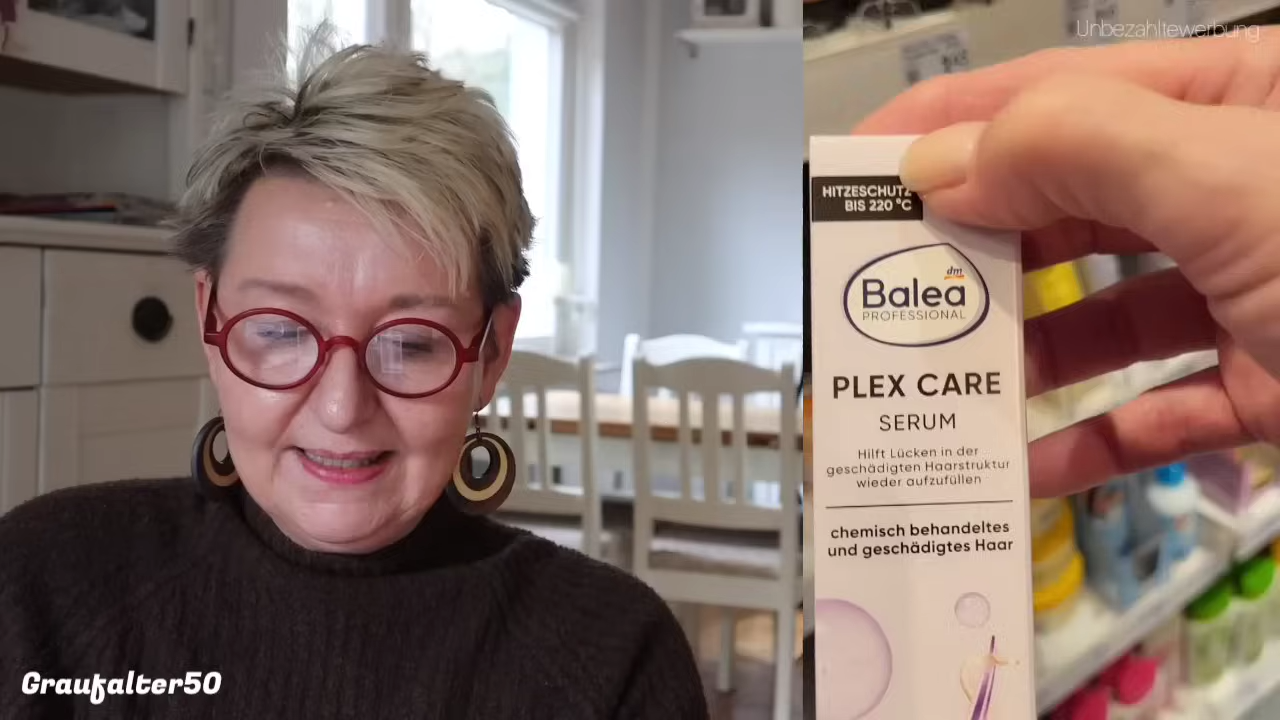 Unbezahltewerbung
HITZESCHUTZ
BIS 220 °C
dm
Balea
PROFESSIONAL
PLEX CARE
SERUM
Hilft Lücken in der
geschädigten Haarstruktur
wieder aufzufüllen
chemisch behandeltes
und geschädigtes Haar
Graufalter50